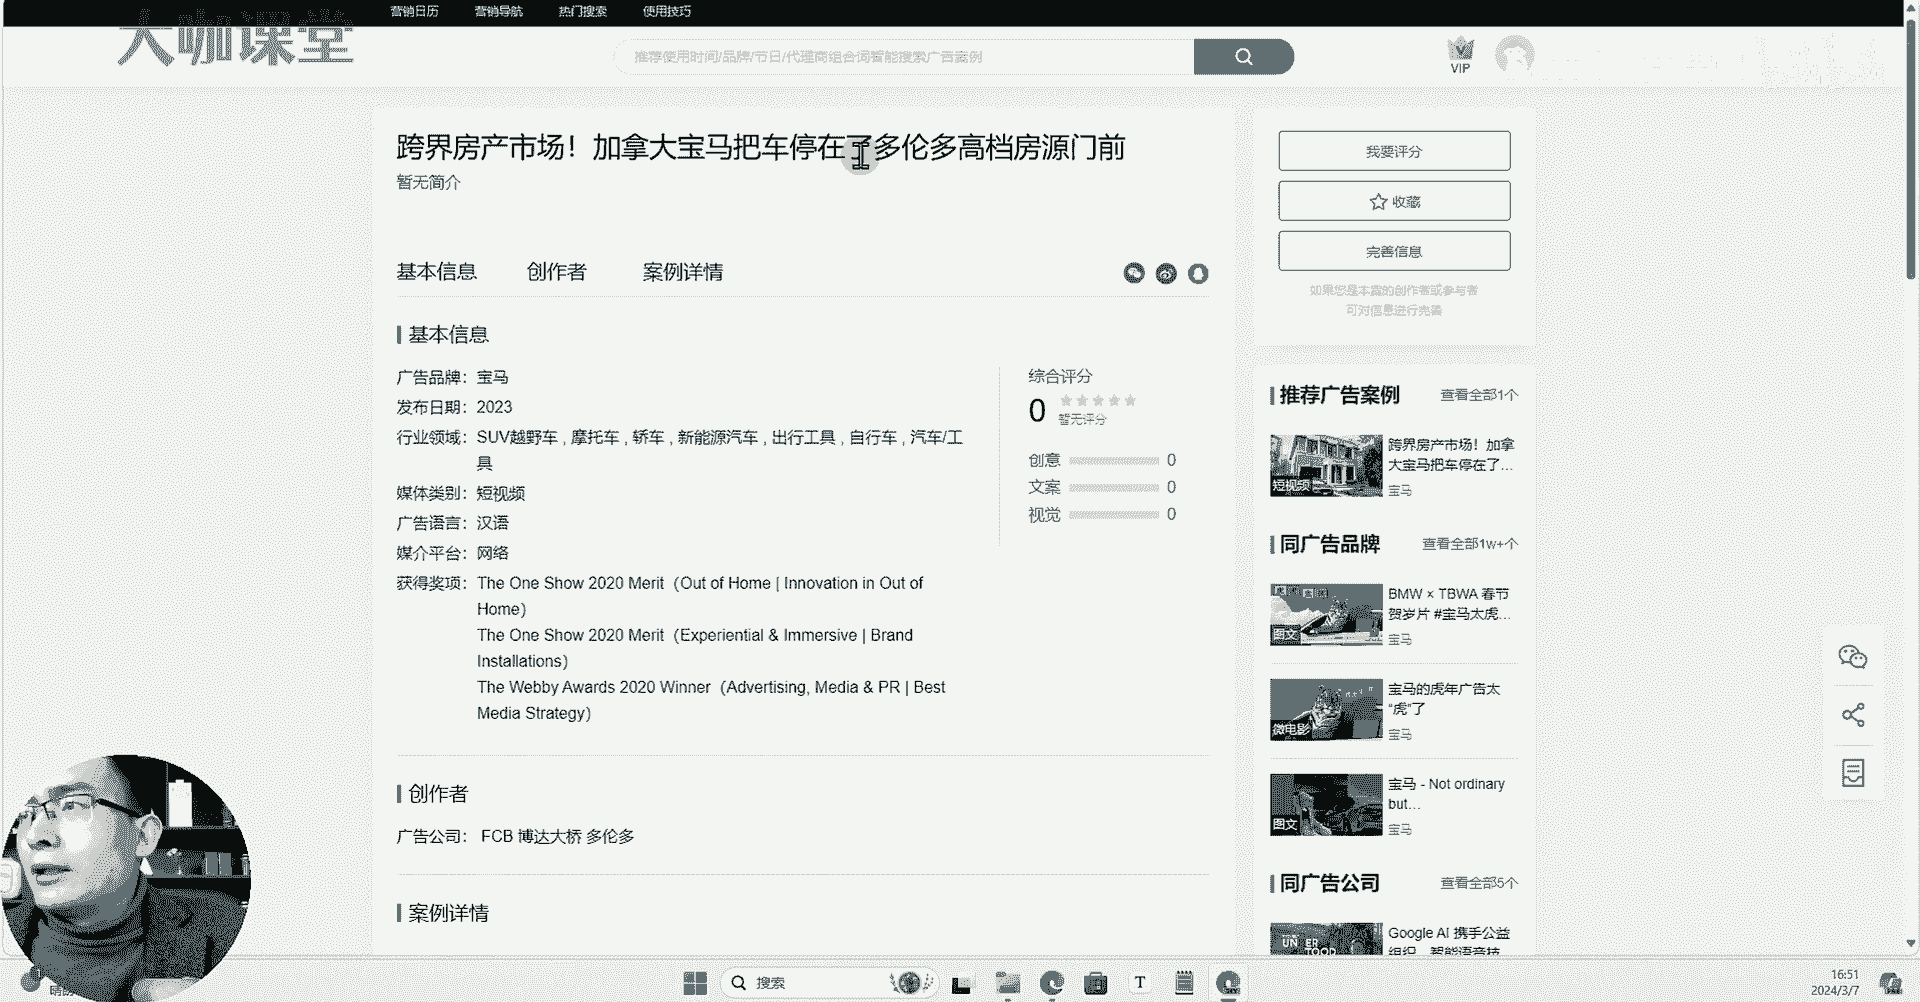 营销日历 营销导航 热门搜索 使用技巧
大咖课堂
推荐使用时间/品牌/节日/代理商组合词智能搜索广告案例
VIP
跨界房产市场！加拿大宝马把车停在了多伦多高档房源门前
暂无简介
基本信息 创作者 案例详情
基本信息
广告品牌：宝马
发布日期：2023
行业领域：SUV越野车 , 摩托车 , 轿车 , 新能源汽车 , 出行工具 , 自行车 , 汽车/工
具
媒体类别：短视频
广告语言：汉语
媒介平台：网络
获得奖项：The One Show 2020 Merit（Out of Home | Innovation in Out of
Home）
The One Show 2020 Merit（Experiential & Immersive | Brand
Installations）
The Webby Awards 2020 Winner（Advertising, Media & PR | Best
Media Strategy）
综合评分
0
暂无评分
创意 0
文案 0
视觉 0
创作者
广告公司： FCB 博达大桥 多伦多
案例详情
我要评分
收藏
完善信息
如果您是本篇的创作者或参与者
可对信息进行完善
推荐广告案例 查看全部1个
跨界房产市场！加拿
大宝马把车停在了...
短视频
宝马
同广告品牌 查看全部1w+个
BMW × TBWA 春节
贺岁片 #宝马太虎...
图文
宝马
宝马的虎年广告太
“虎”了
微电影
宝马
宝马 - Not ordinary
but...
图文
宝马
同广告公司 查看全部5个
Google AI 携手公益
组织，智能语音技
搜索
T
16:51
2024/3/7